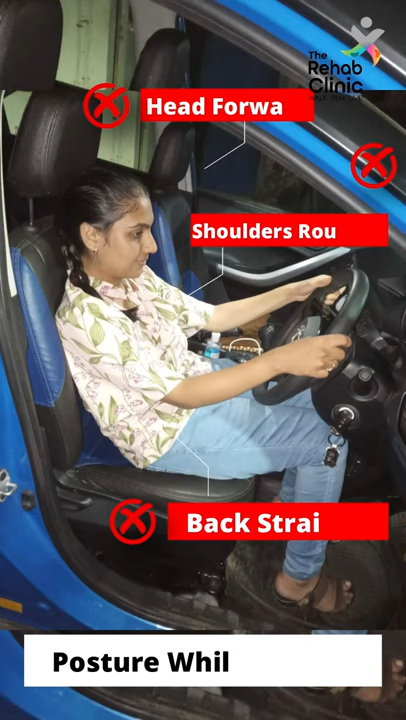 The
Rehab
Clinic
Head Forwa
Shoulders Rou
Back Strai
Posture Whil